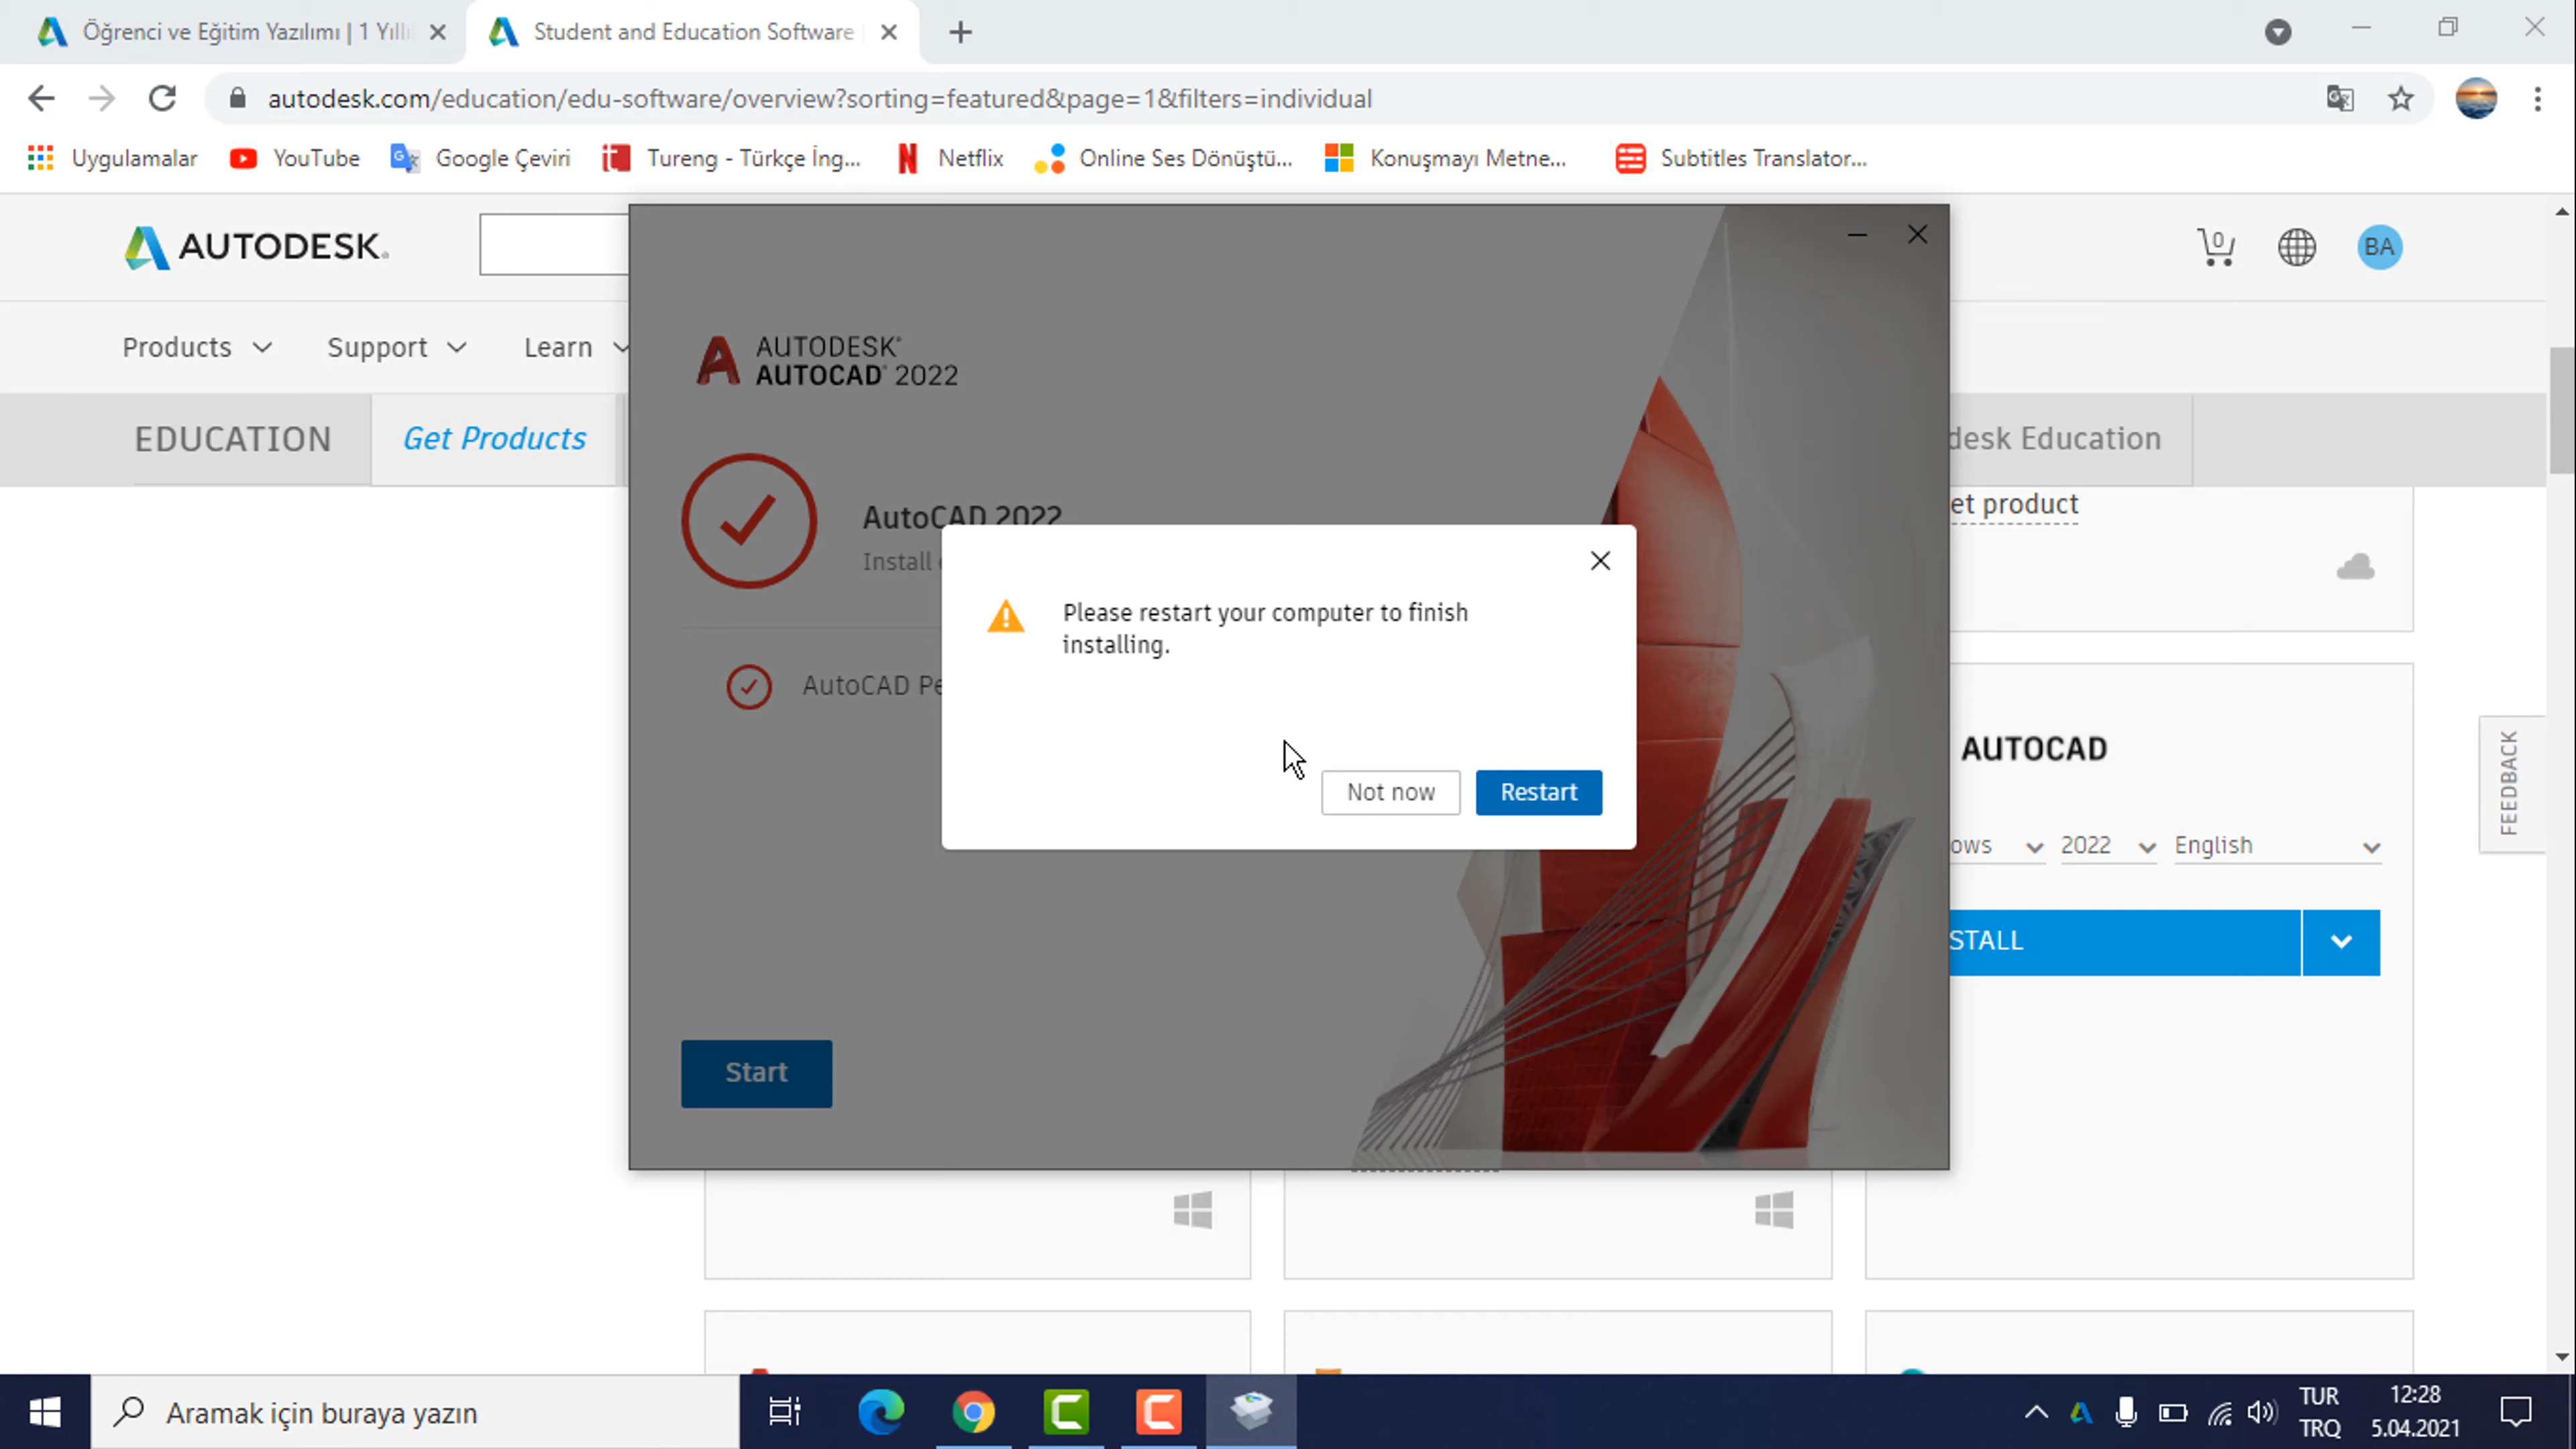 Öğrenci ve Eğitim Yazılımı | 1 Yıllı
Student and Education Software
autodesk.com/education/edu-software/overview?sorting=featured&page=1&filters=individual
Uygulamalar
YouTube
Google Çeviri
Tureng - Türkçe İng...
Netflix
Online Ses Dönüştü...
Konuşmayı Metne...
Subtitles Translator...
AUTODESK.
0
BA
Products
Support
Learn
EDUCATION
Get Products
desk Education
AUTODESK®
AUTOCAD® 2022
AutoCAD 2022
Install
AutoCAD Pe
Please restart your computer to finish
installing.
Not now
Restart
Start
et product
AUTOCAD
ows
2022
English
STALL
FEEDBACK
Aramak için buraya yazın
TUR
TRQ
12:28
5.04.2021